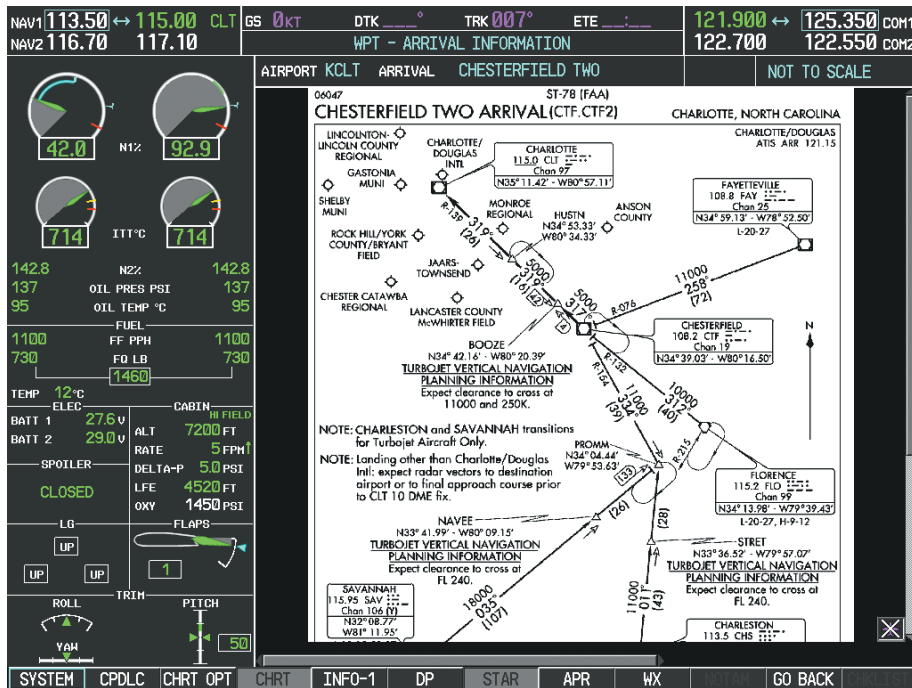 NAV1 113.50 ↔ 115.00 CLT
NAV2 116.70 117.10
GS 0KT DTK ___° TRK 007° ETE __:__
WPT - ARRIVAL INFORMATION
121.900 ↔ 125.350 COM1
122.700 122.550 COM2
AIRPORT KCLT ARRIVAL CHESTERFIELD TWO
NOT TO SCALE
42.0 N1% 92.9
714 ITT°C 714
142.8 N2% 142.8
137 OIL PRES PSI 137
95 OIL TEMP °C 95
FUEL
1100 FF PPH 1100
730 FQ LB 730
1460
TEMP 12°C
ELEC
BATT 1 27.6 V
BATT 2 29.0 V
SPOILER
CLOSED
CABIN
HI FIELD
ALT 7200 FT
RATE 5 FPM↑
DELTA-P 5.0 PSI
LFE 4520 FT
OXY 1450 PSI
LG
UP
UP UP
FLAPS
1
TRIM
ROLL
YAW
PITCH
50
06047
ST-78 (FAA)
CHESTERFIELD TWO ARRIVAL (CTF.CTF2)
CHARLOTTE, NORTH CAROLINA
CHARLOTTE/DOUGLAS
ATIS ARR 121.15
LINCOLNTON-
LINCOLN COUNTY
REGIONAL
CHARLOTTE/
DOUGLAS
INTL
CHARLOTTE
115.0 CLT
Chan 97
N35°11.42' - W80°57.11'
GASTONIA
MUNI
SHELBY
MUNI
MONROE
REGIONAL
HUSTN
N34°53.33'
W80°34.33'
ANSON
COUNTY
FAYETTEVILLE
108.8 FAY
Chan 25
N34°59.13' - W78°52.50'
L-20-27
ROCK HILL/YORK
COUNTY/BRYANT
FIELD
JAARS-
TOWNSEND
CHESTER CATAWBA
REGIONAL
LANCASTER COUNTY
McWHIRTER FIELD
R-139
319°
(26)
5000
319°
(16)
42
5000
317°
4
R-076
11000
258°
(72)
CHESTERFIELD
108.2 CTF
Chan 19
N34°39.03' - W80°16.50'
N
BOOZE
N34°42.16' - W80°20.39'
TURBOJET VERTICAL NAVIGATION
PLANNING INFORMATION
Expect clearance to cross at
11000 and 250K.
R-164
R-132
11000
334°
(39)
10000
312°
(40)
NOTE: CHARLESTON and SAVANNAH transitions
for Turbojet Aircraft Only.
NOTE: Landing other than Charlotte/Douglas
Intl: expect radar vectors to destination
airport or to final approach course prior
to CLT 10 DME fix.
PROMM
N34°04.44'
W79°53.63'
R-215
133
FLORENCE
115.2 FLO
Chan 99
N34°13.98' - W79°39.43'
L-20-27, H-9-12
(26)
(28)
NAVEE
N33°41.99' - W80°09.15'
TURBOJET VERTICAL NAVIGATION
PLANNING INFORMATION
Expect clearance to cross at
FL 240.
STRET
N33°36.52' - W79°57.07'
TURBOJET VERTICAL NAVIGATION
PLANNING INFORMATION
Expect clearance to cross at
FL 240.
SAVANNAH
115.95 SAV
Chan 106 (Y)
N32°08.77'
W81°11.95'
18000
035°
(107)
11000
011°
(43)
CHARLESTON
113.5 CHS
SYSTEM CPDLC CHRT OPT CHRT INFO-1 DP STAR APR WX NOTAM GO BACK CHKLIST